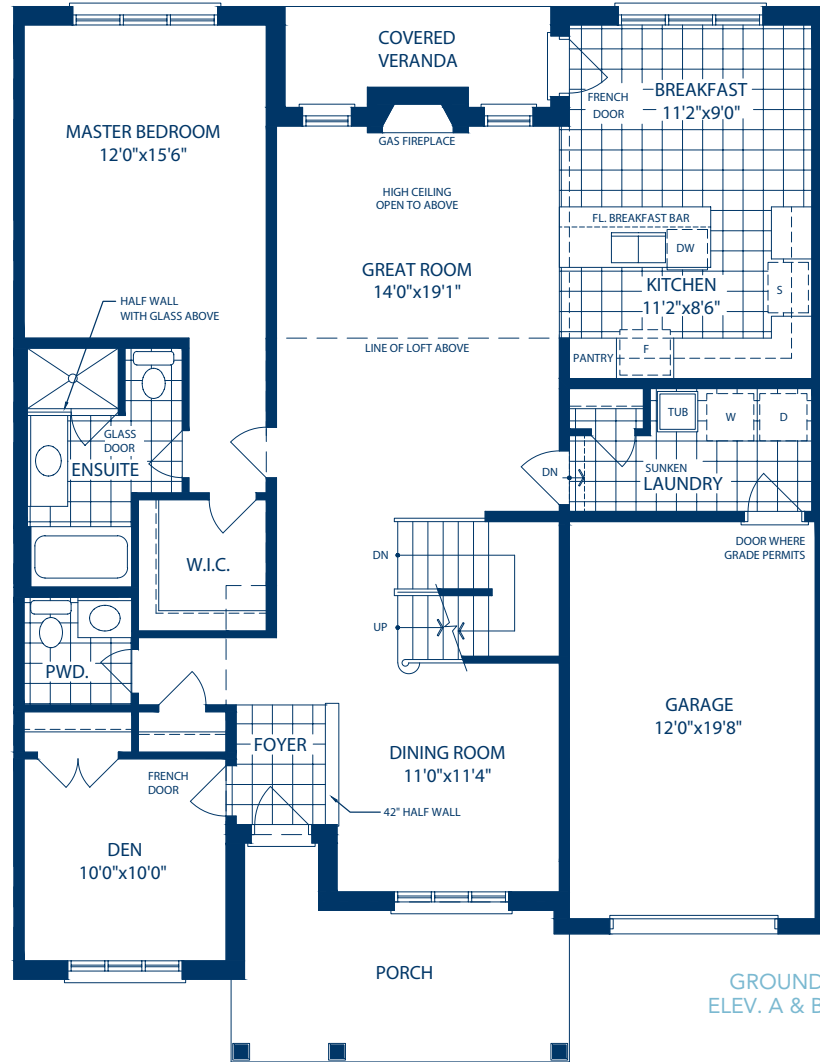 COVERED
VERANDA
BREAKFAST
11'2"x9'0"
FRENCH
DOOR
MASTER BEDROOM
12'0"x15'6"
GAS FIREPLACE
HIGH CEILING
OPEN TO ABOVE
FL. BREAKFAST BAR
DW
GREAT ROOM
14'0"x19'1"
KITCHEN
11'2"x8'6"
S
HALF WALL
WITH GLASS ABOVE
LINE OF LOFT ABOVE
PANTRY
F
TUB
W
D
GLASS
DOOR
ENSUITE
DN
SUNKEN
LAUNDRY
DOOR WHERE
GRADE PERMITS
W.I.C.
DN
UP
PWD.
GARAGE
12'0"x19'8"
FOYER
DINING ROOM
11'0"x11'4"
FRENCH
DOOR
42" HALF WALL
DEN
10'0"x10'0"
PORCH
GROUND
ELEV. A & B